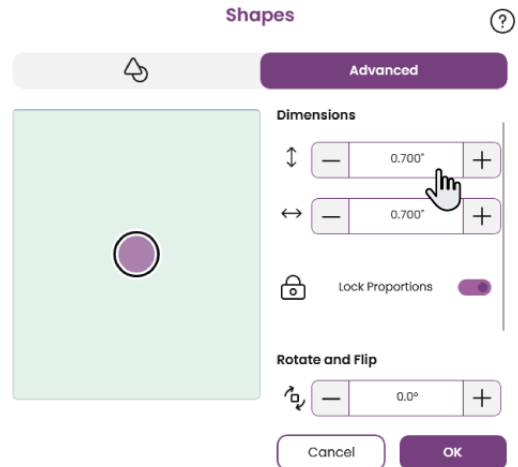 Shapes
?
Advanced
Dimensions
0.700"
0.700"
Lock Proportions
Rotate and Flip
0.0°
Cancel
OK